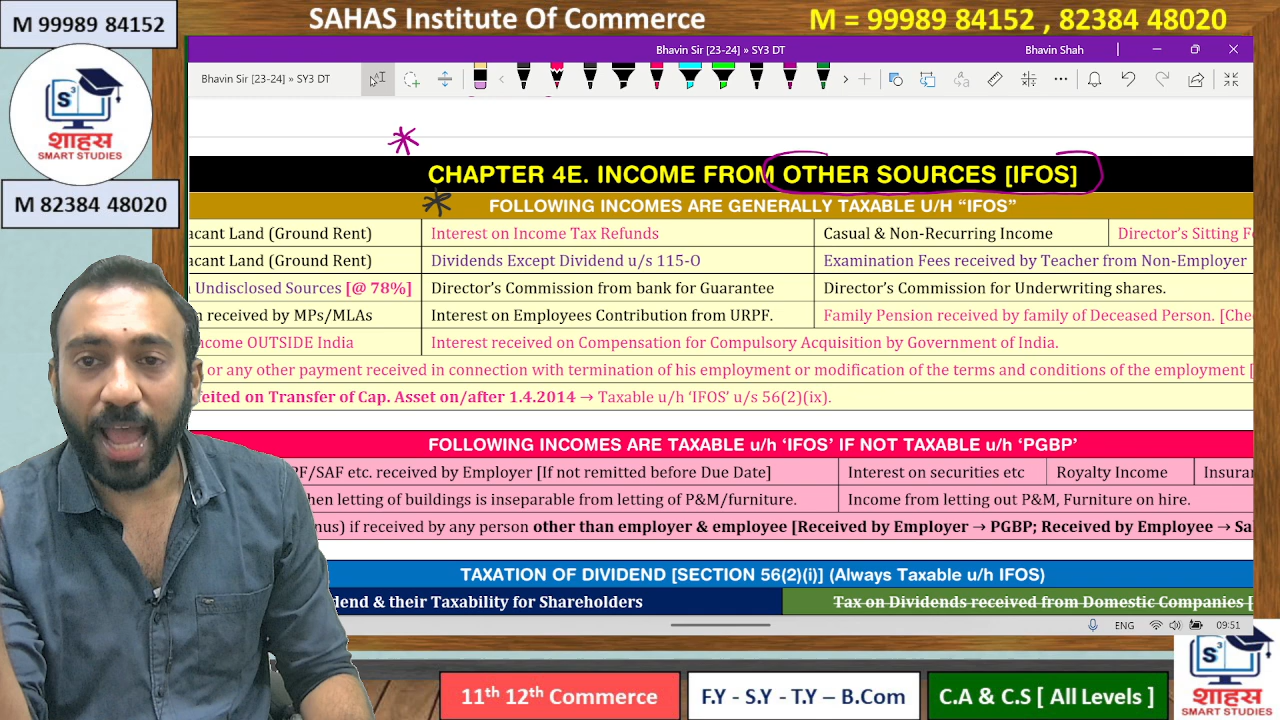 M 99989 84152
SAHAS Institute Of Commerce
M = 99989 84152 , 82384 48020
S³
शाहस
SMART STUDIES
M 82384 48020
Bhavin Sir [23-24] » SY3 DT
Bhavin Shah
Bhavin Sir [23-24] » SY3 DT
CHAPTER 4E. INCOME FROM OTHER SOURCES [IFOS]
FOLLOWING INCOMES ARE GENERALLY TAXABLE U/H “IFOS”
acant Land (Ground Rent) Interest on Income Tax Refunds Casual & Non-Recurring Income Director’s Sitting
acant Land (Ground Rent) Dividends Except Dividend u/s 115-O Examination Fees received by Teacher from Non-Employer
Undisclosed Sources [@ 78%] Director’s Commission from bank for Guarantee Director’s Commission for Underwriting shares.
received by MPs/MLAs Interest on Employees Contribution from URPF. Family Pension received by family of Deceased Person.
ncome OUTSIDE India Interest received on Compensation for Compulsory Acquisition by Government of India.
or any other payment received in connection with termination of his employment or modification of the terms and conditions of the employment [
feited on Transfer of Cap. Asset on/after 1.4.2014 → Taxable u/h ‘IFOS’ u/s 56(2)(ix).
FOLLOWING INCOMES ARE TAXABLE u/h ‘IFOS’ IF NOT TAXABLE u/h ‘PGBP’
PF/SAF etc. received by Employer [If not remitted before Due Date] Interest on securities etc Royalty Income Insuran
hen letting of buildings is inseparable from letting of P&M/furniture. Income from letting out P&M, Furniture on hire.
nus) if received by any person other than employer & employee [Received by Employer → PGBP; Received by Employee → Sa
TAXATION OF DIVIDEND [SECTION 56(2)(i)] (Always Taxable u/h IFOS)
dend & their Taxability for Shareholders Tax on Dividends received from Domestic Companies [
ENG 09:51
11th 12th Commerce
F.Y - S.Y - T.Y – B.Com
C.A & C.S [ All Levels ]
S³
शाहस
SMART STUDIES